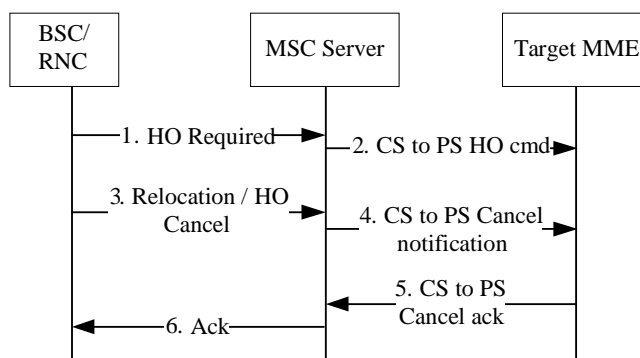 BSC/
RNC
MSC Server
Target MME
1. HO Required
2. CS to PS HO cmd
3. Relocation / HO
Cancel
4. CS to PS Cancel
notification
5. CS to PS
Cancel ack
6. Ack